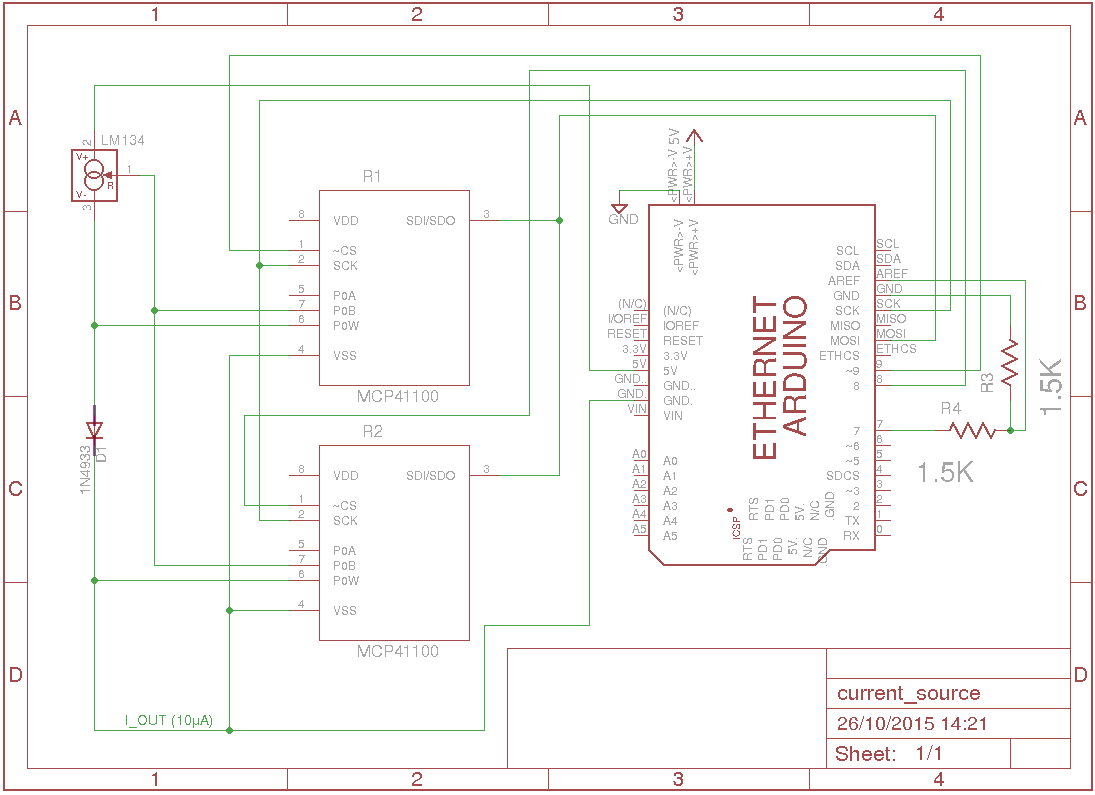 1 2 3 4
A A
B B
C C
D D
LM134
2
V+
R
1
V-
3
R1
8 VDD SDI/SDO 3
1 ~CS
2 SCK
5 P0A
7 P0B
6 P0W
4 VSS
MCP41100
R2
8 VDD SDI/SDO 3
1 ~CS
2 SCK
5 P0A
7 P0B
6 P0W
4 VSS
MCP41100
1N4933
D1
I_OUT (10µA)
<PWR>-V 5V
<PWR>+V
GND
<PWR>-V
<PWR>+V
(N/C) (N/C)
I/OREF IOREF
RESET RESET
3.3V 3.3V
5V 5V
GND.. GND..
GND. GND.
VIN VIN
A0 A0
A1 A1
A2 A2
A3 A3
A4 A4
A5 A5
ETHERNET
ARDUINO
SCL SCL
SDA SDA
AREF AREF
GND GND
SCK SCK
MISO MISO
MOSI MOSI
ETHCS ETHCS
~9 9
8 8
7 7
~6 6
~5 5
SDCS 4
~3 3
2 2
TX 1
RX 0
ICSP
RTS PD1 PD0 5V. N/C .GND
RTS PD1 PD0 5V. N/C .GND
R3
1.5K
R4
1.5K
current_source
26/10/2015 14:21
Sheet: 1/1
1 2 3 4